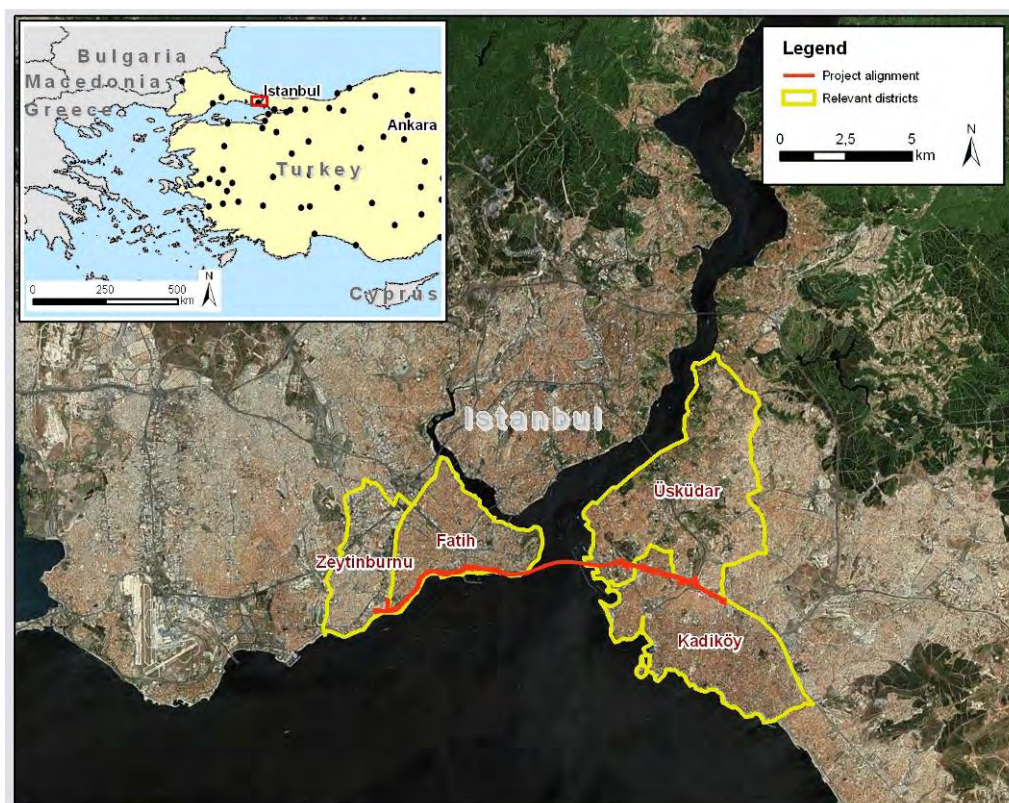 Bulgaria
Macedonia
Greece
Istanbul
Ankara
Turkey
Cyprus
N
0 250 500
km
Legend
Project alignment
Relevant districts
0 2,5 5
km
N
Istanbul
Üsküdar
Fatih
Zeytinburnu
Kadiköy